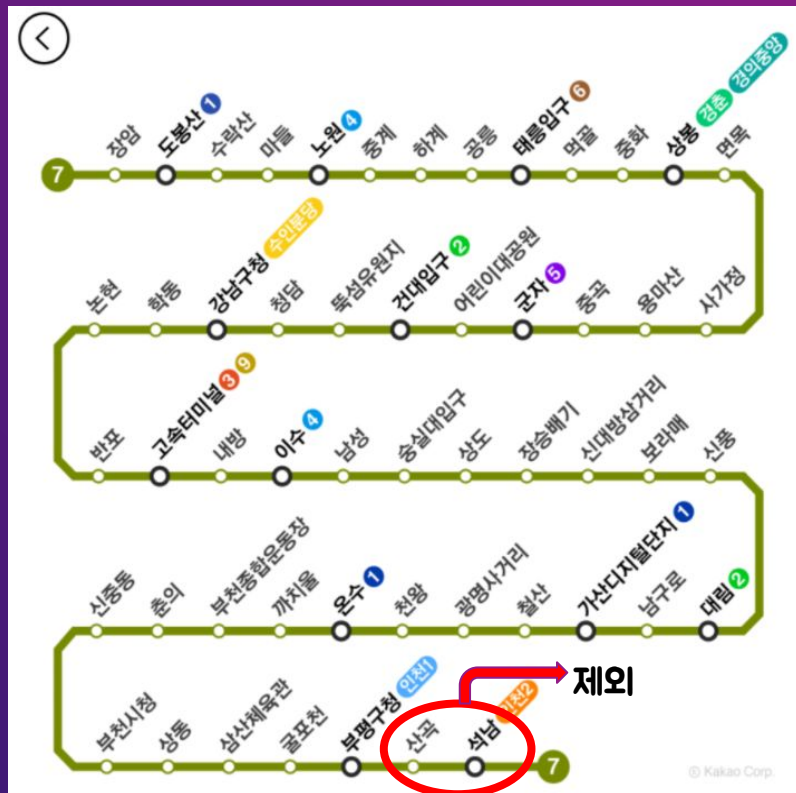 장암 도봉산 1 수락산 마들 노원 4 중계 하계 공릉 태릉입구 6 먹골 중화 상봉 경춘 경의중앙 면목
7
논현 학동 강남구청 수인분당 청담 뚝섬유원지 건대입구 2 어린이대공원 군자 5 중곡 용마산 사가정
반포 고속터미널 3 9 내방 이수 4 남성 숭실대입구 상도 장승배기 신대방삼거리 보라매 신풍
신중동 춘의 부천종합운동장 까치울 온수 1 천왕 광명사거리 철산 가산디지털단지 1 남구로 대림 2
제외
부천시청 상동 삼산체육관 굴포천 부평구청 인천1 산곡 석남 인천2
7
© Kakao Corp.